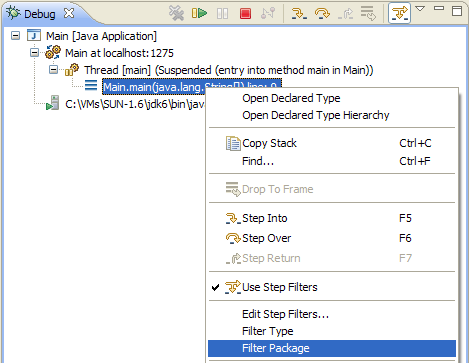 Debug
Main [Java Application]
Main at localhost:1275
Thread [main] (Suspended (entry into method main in Main))
Main.main(java.lang.String[]) line: 9
C:\VMs\SUN-1.6\jdk6\bin\java
Open Declared Type
Open Declared Type Hierarchy
Copy Stack Ctrl+C
Find... Ctrl+F
Drop To Frame
Step Into F5
Step Over F6
Step Return F7
Use Step Filters
Edit Step Filters...
Filter Type
Filter Package